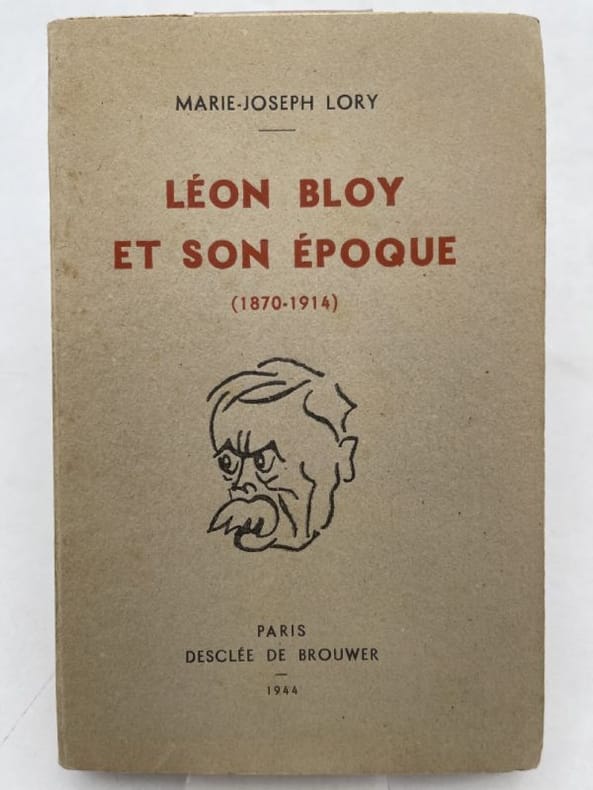 MARIE-JOSEPH LORY
LÉON BLOY
ET SON ÉPOQUE
(1870-1914)
PARIS
DESCLÉE DE BROUWER
1944